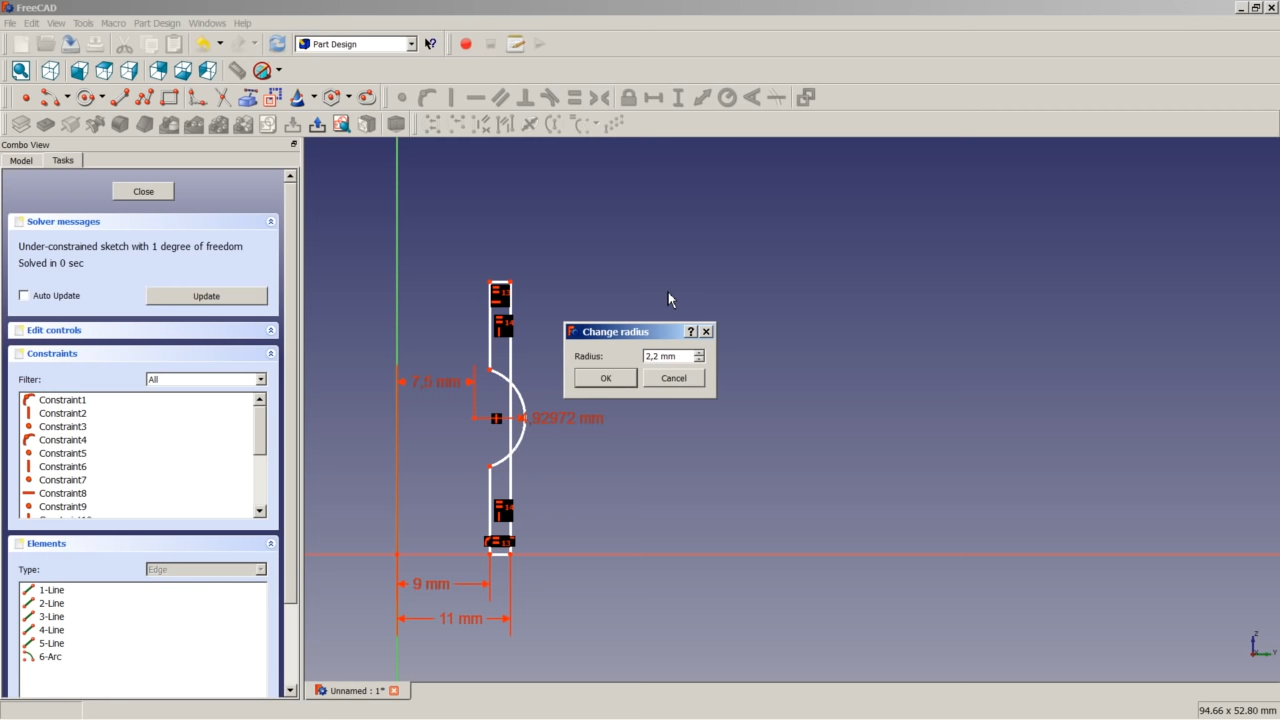 FreeCAD
File Edit View Tools Macro Part Design Windows Help
Part Design
Combo View
Model Tasks
Close
Solver messages
Under-constrained sketch with 1 degree of freedom
Solved in 0 sec
Auto Update Update
Edit controls
Constraints
Filter: All
Constraint1
Constraint2
Constraint3
Constraint4
Constraint5
Constraint6
Constraint7
Constraint8
Constraint9
Elements
Type: Edge
1-Line
2-Line
3-Line
4-Line
5-Line
6-Arc
13
14
7,5 mm
,92972 mm
14
13
9 mm
11 mm
Change radius
Radius: 2,2 mm
OK Cancel
Z
Y
Unnamed : 1*
94.66 x 52.80 mm